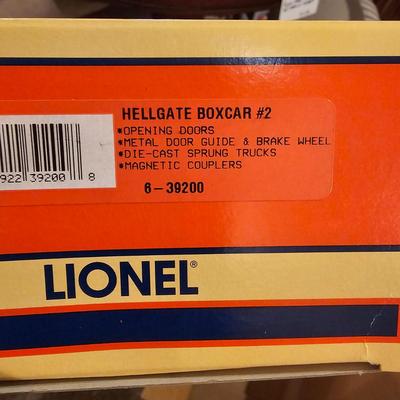 HELLGATE BOXCAR #2
*OPENING DOORS
*METAL DOOR GUIDE & BRAKE WHEEL
*DIE-CAST SPRUNG TRUCKS
*MAGNETIC COUPLERS
922 39200 8
6-39200
LIONEL®